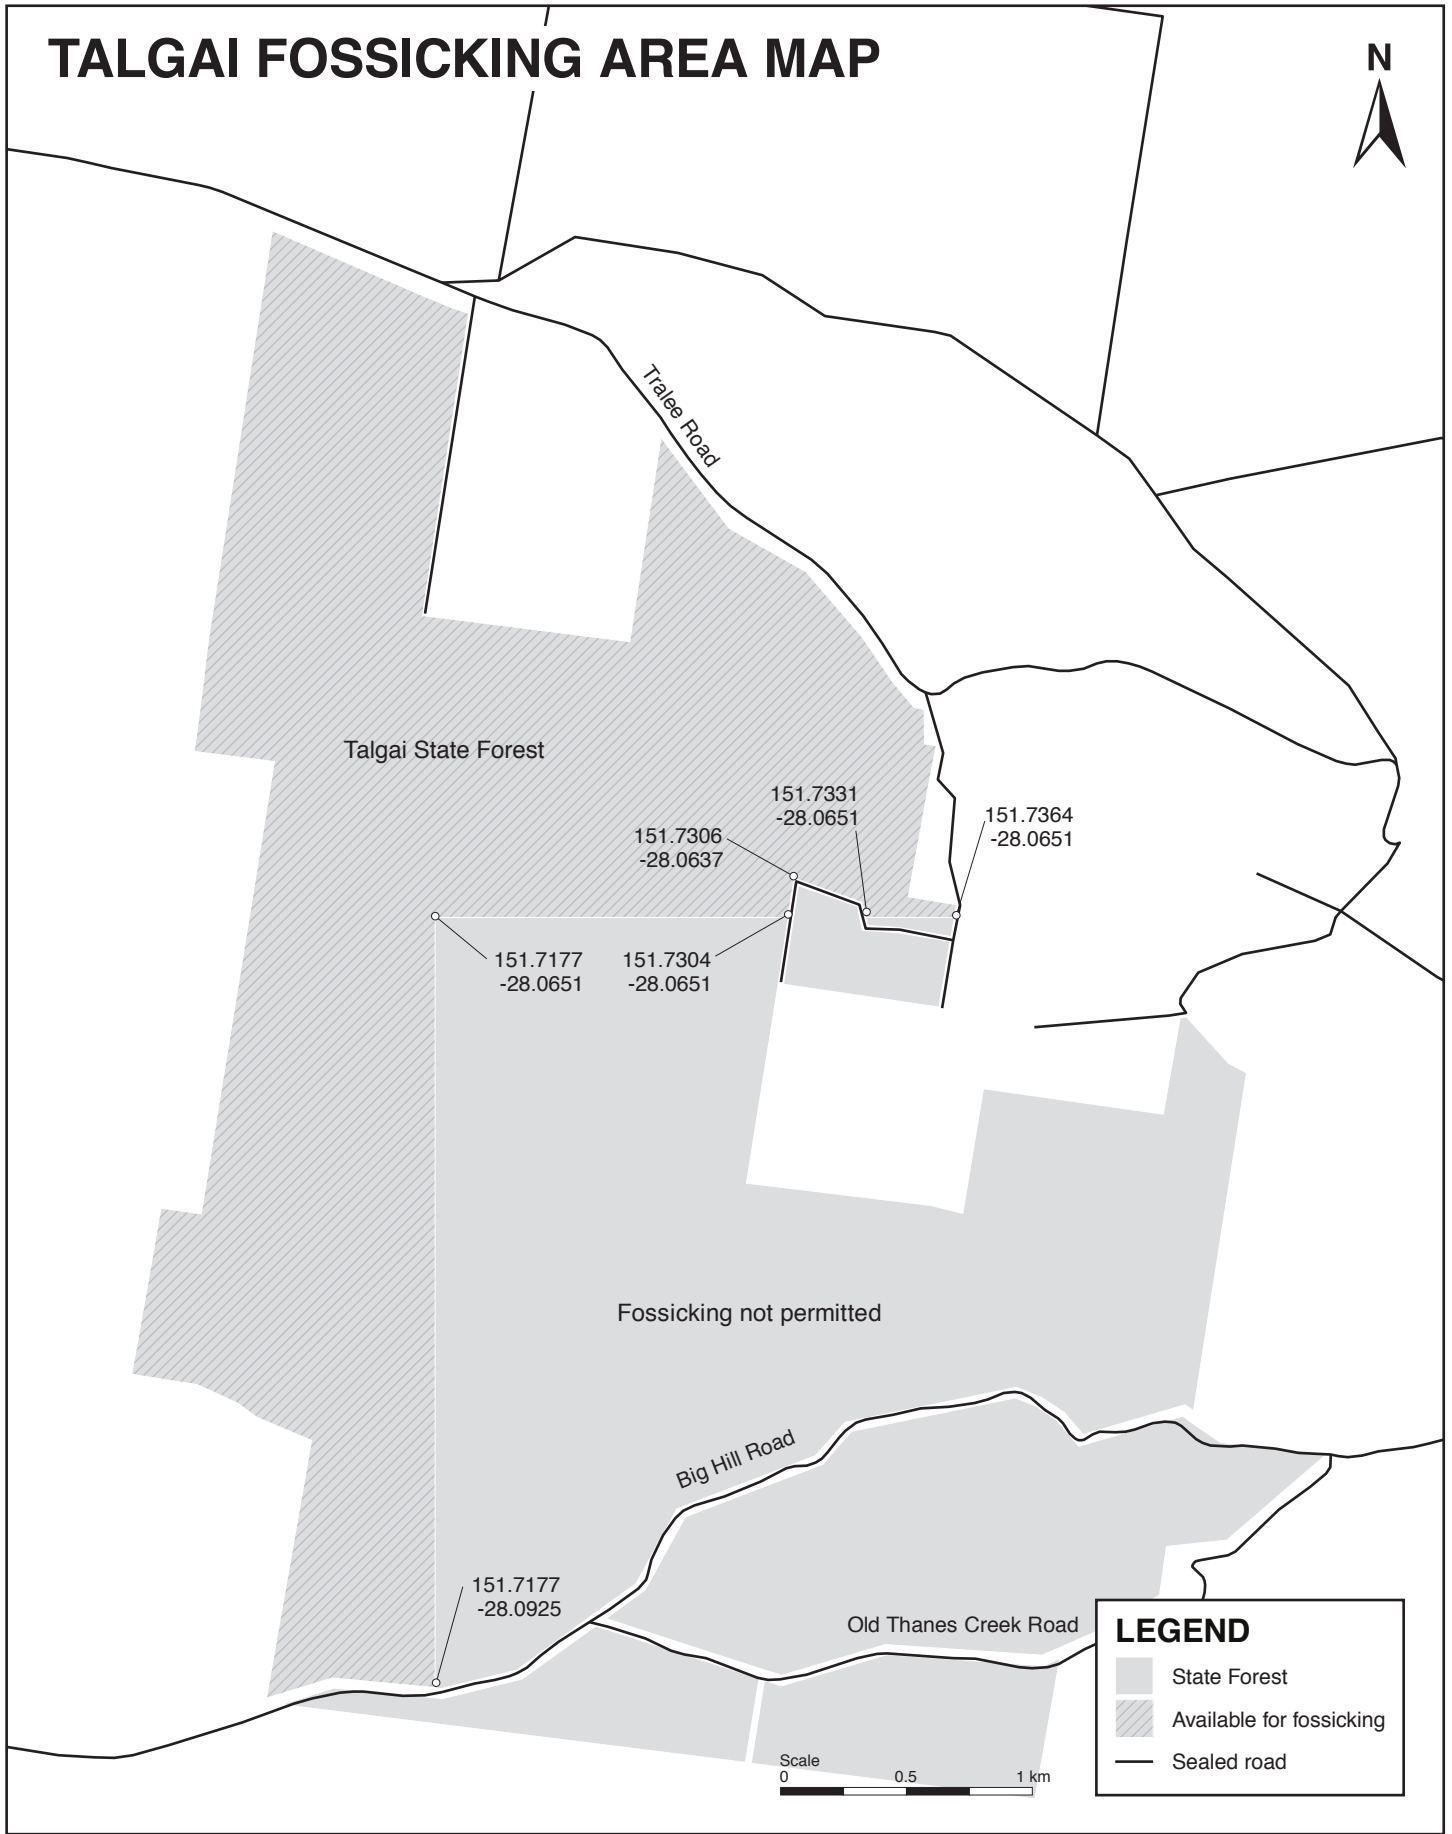 TALGAI FOSSICKING AREA MAP
N
Tralee Road
Talgai State Forest
151.7331
-28.0651
151.7364
-28.0651
151.7306
-28.0637
151.7177
-28.0651
151.7304
-28.0651
Fossicking not permitted
Big Hill Road
151.7177
-28.0925
Old Thanes Creek Road
LEGEND
State Forest
Available for fossicking
Sealed road
Scale
0 0.5 1 km